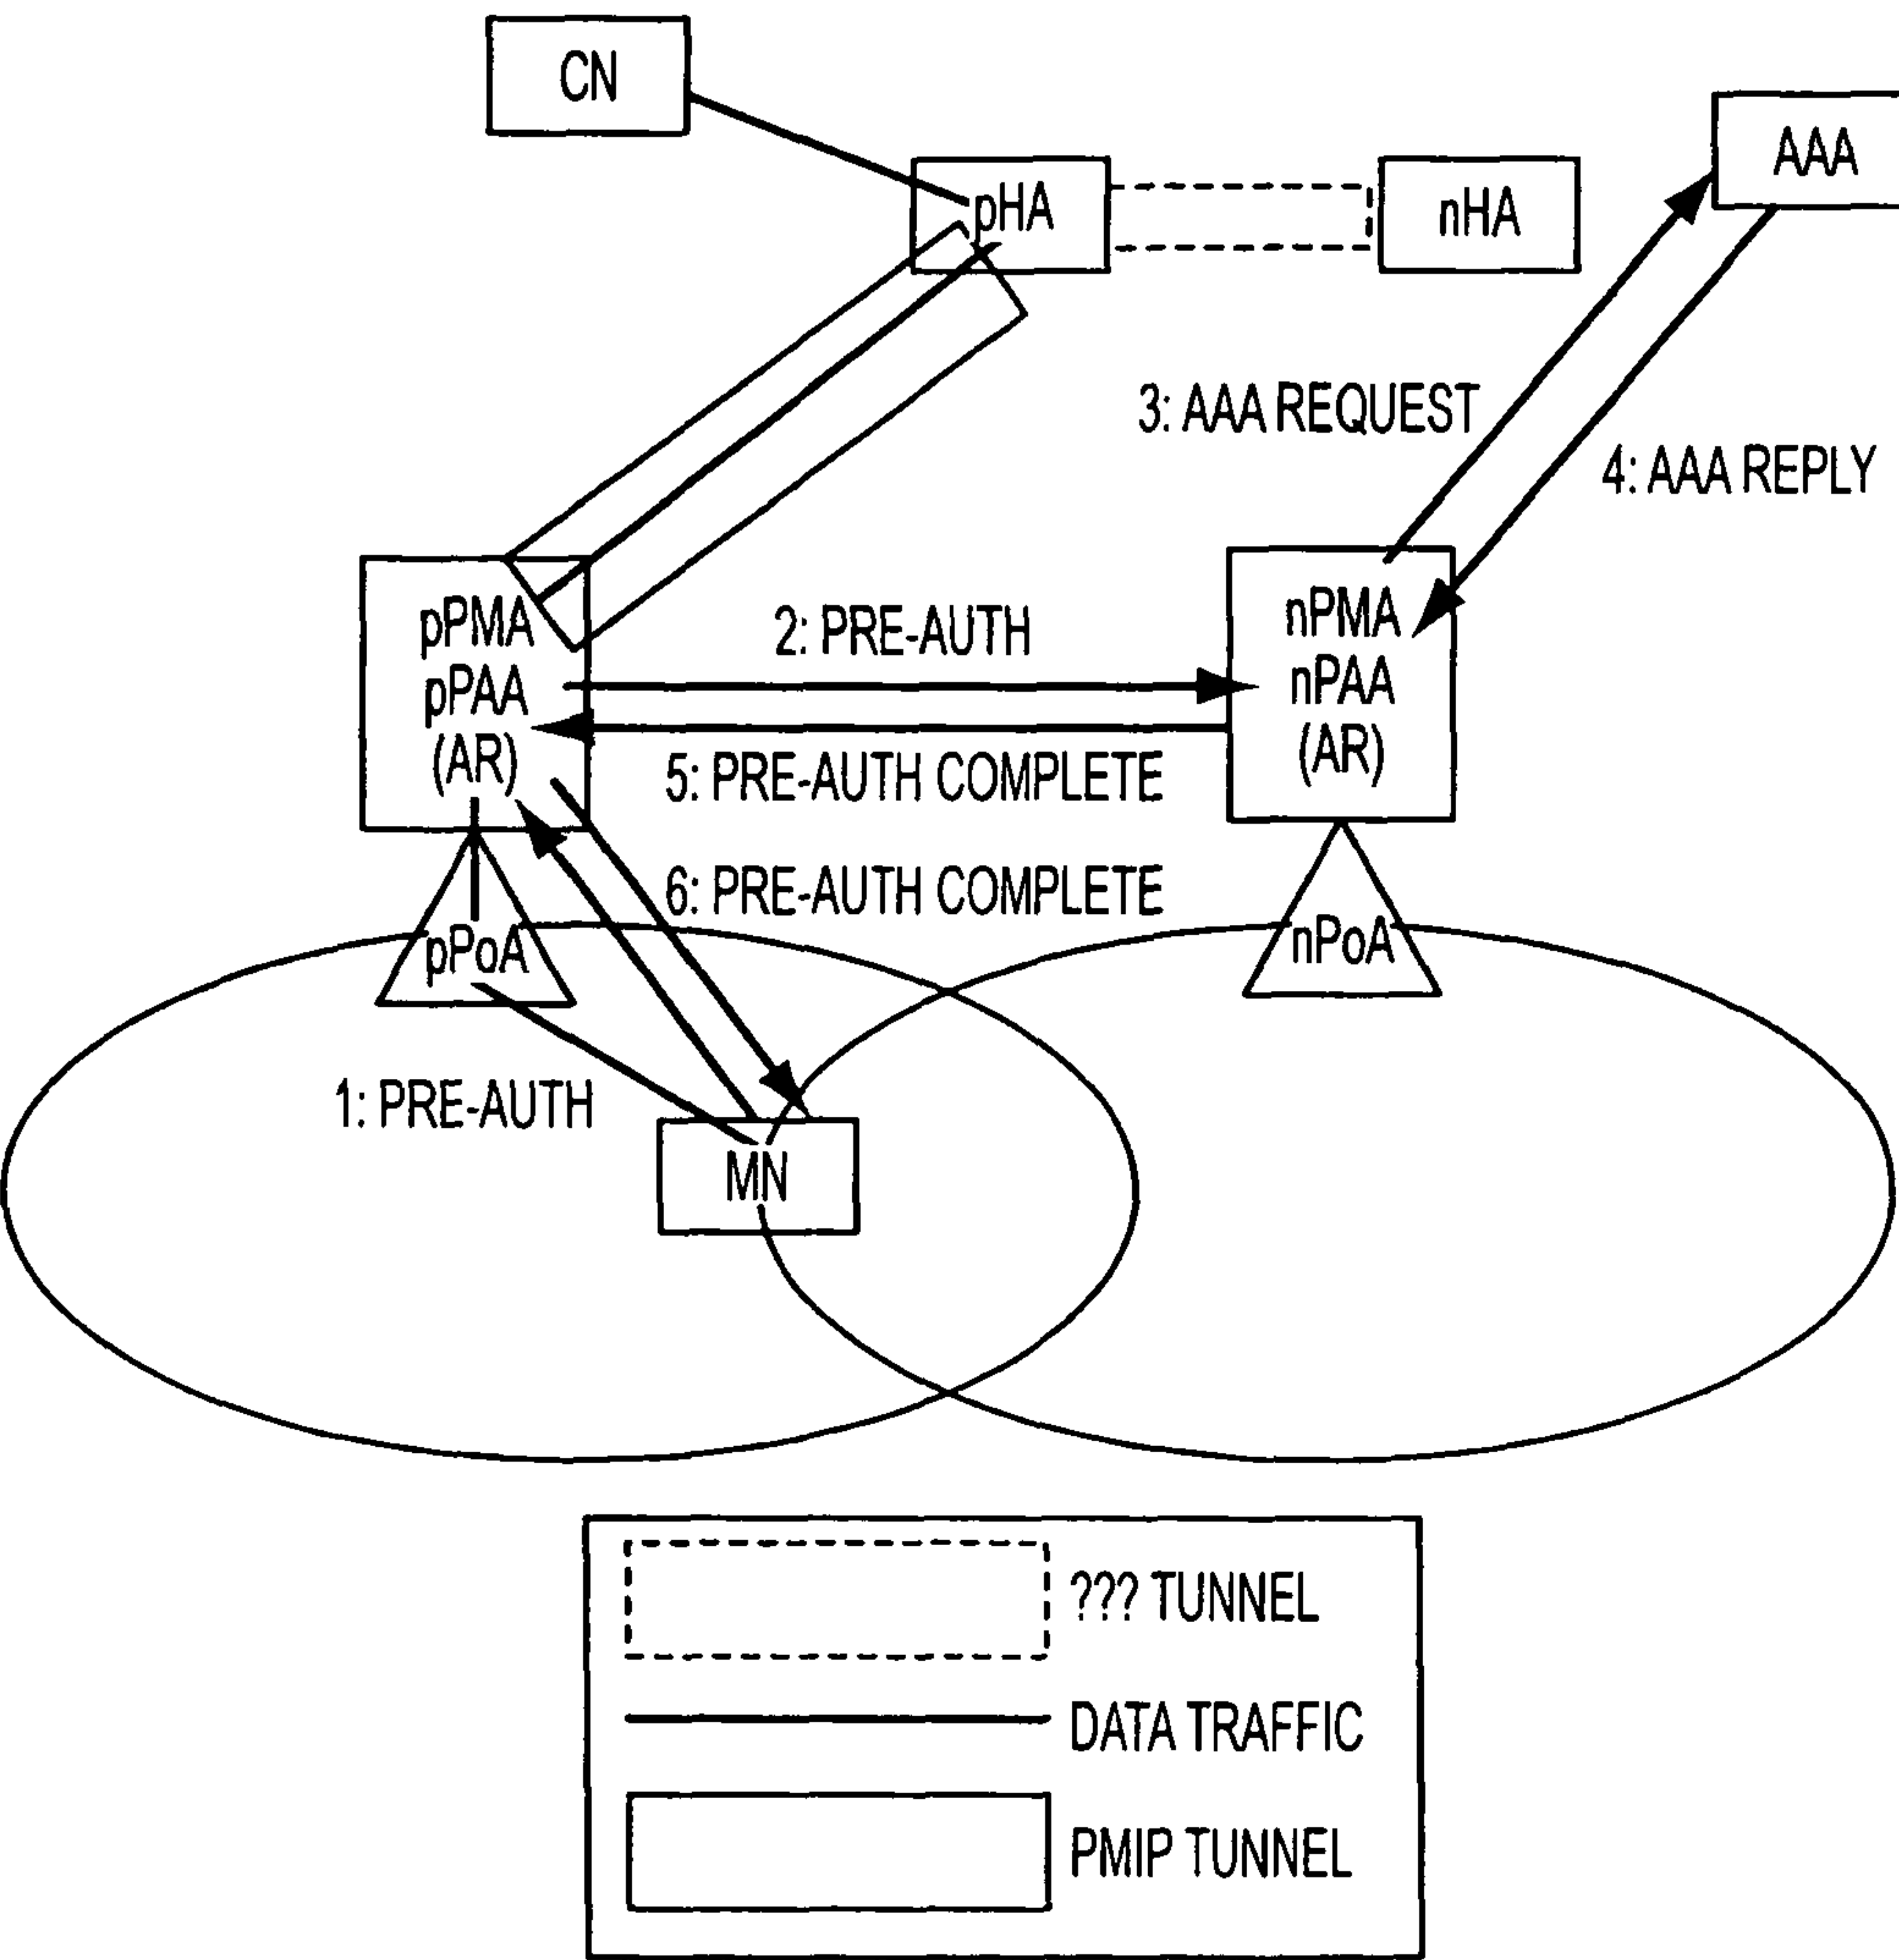 CN
AAA
pHA
nHA
3: AAA REQUEST
4: AAA REPLY
pPMA
pPAA
(AR)
2: PRE-AUTH
nPMA
nPAA
(AR)
5: PRE-AUTH COMPLETE
6: PRE-AUTH COMPLETE
pPoA
nPoA
1: PRE-AUTH
MN
??? TUNNEL
DATA TRAFFIC
PMIP TUNNEL